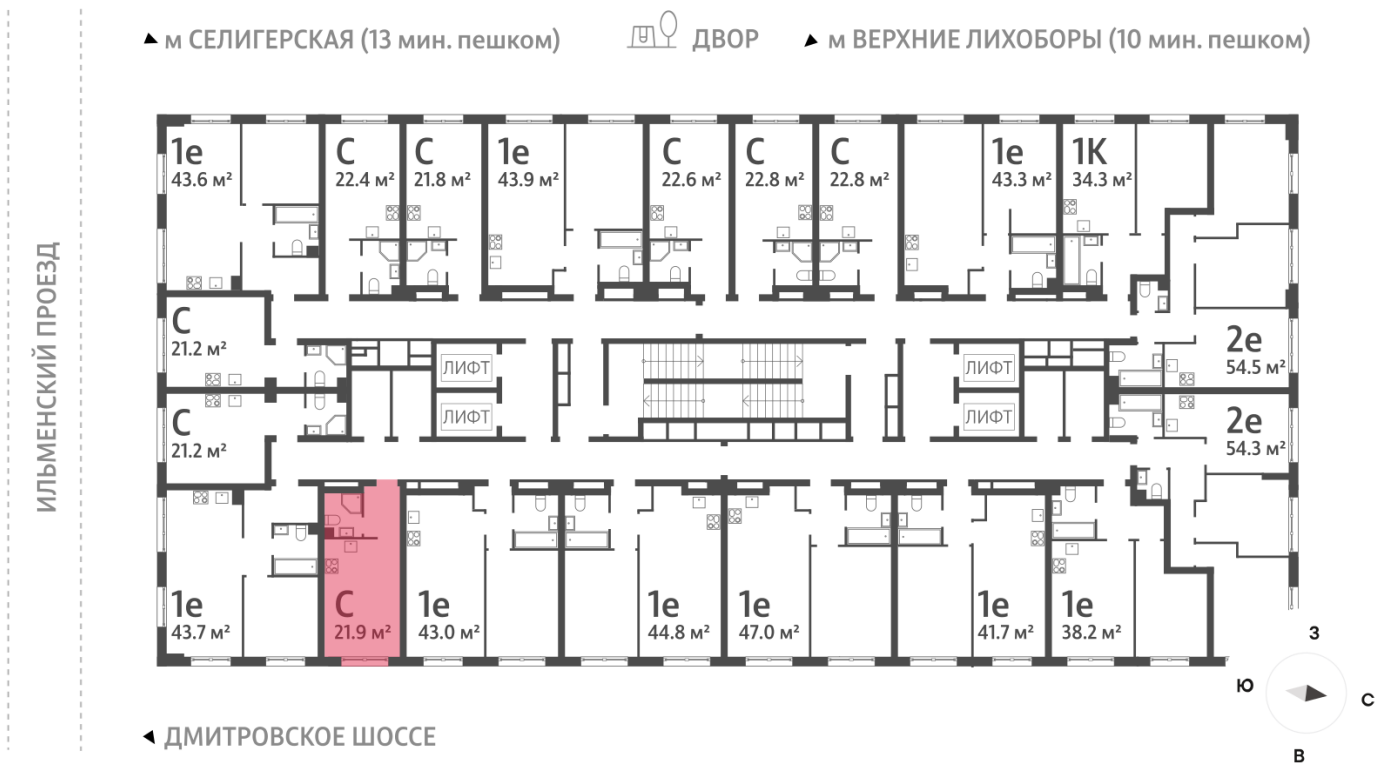 м СЕЛИГЕРСКАЯ (13 мин. пешком) ДВОР м ВЕРХНИЕ ЛИХОБОРЫ (10 мин. пешком)
1е С С 1е С С С 1е 1К
43.6 м² 22.4 м² 21.8 м² 43.9 м² 22.6 м² 22.8 м² 22.8 м² 43.3 м² 34.3 м²
ИЛЬМЕНСКИЙ ПРОЕЗД
С
21.2 м²
2е
54.5 м²
ЛИФТ ЛИФТ
ЛИФТ ЛИФТ
С
21.2 м²
2е
54.3 м²
1е С 1е 1е 1е 1е 1е
43.7 м² 21.9 м² 43.0 м² 44.8 м² 47.0 м² 41.7 м² 38.2 м²
З
Ю
С
В
ДМИТРОВСКОЕ ШОССЕ